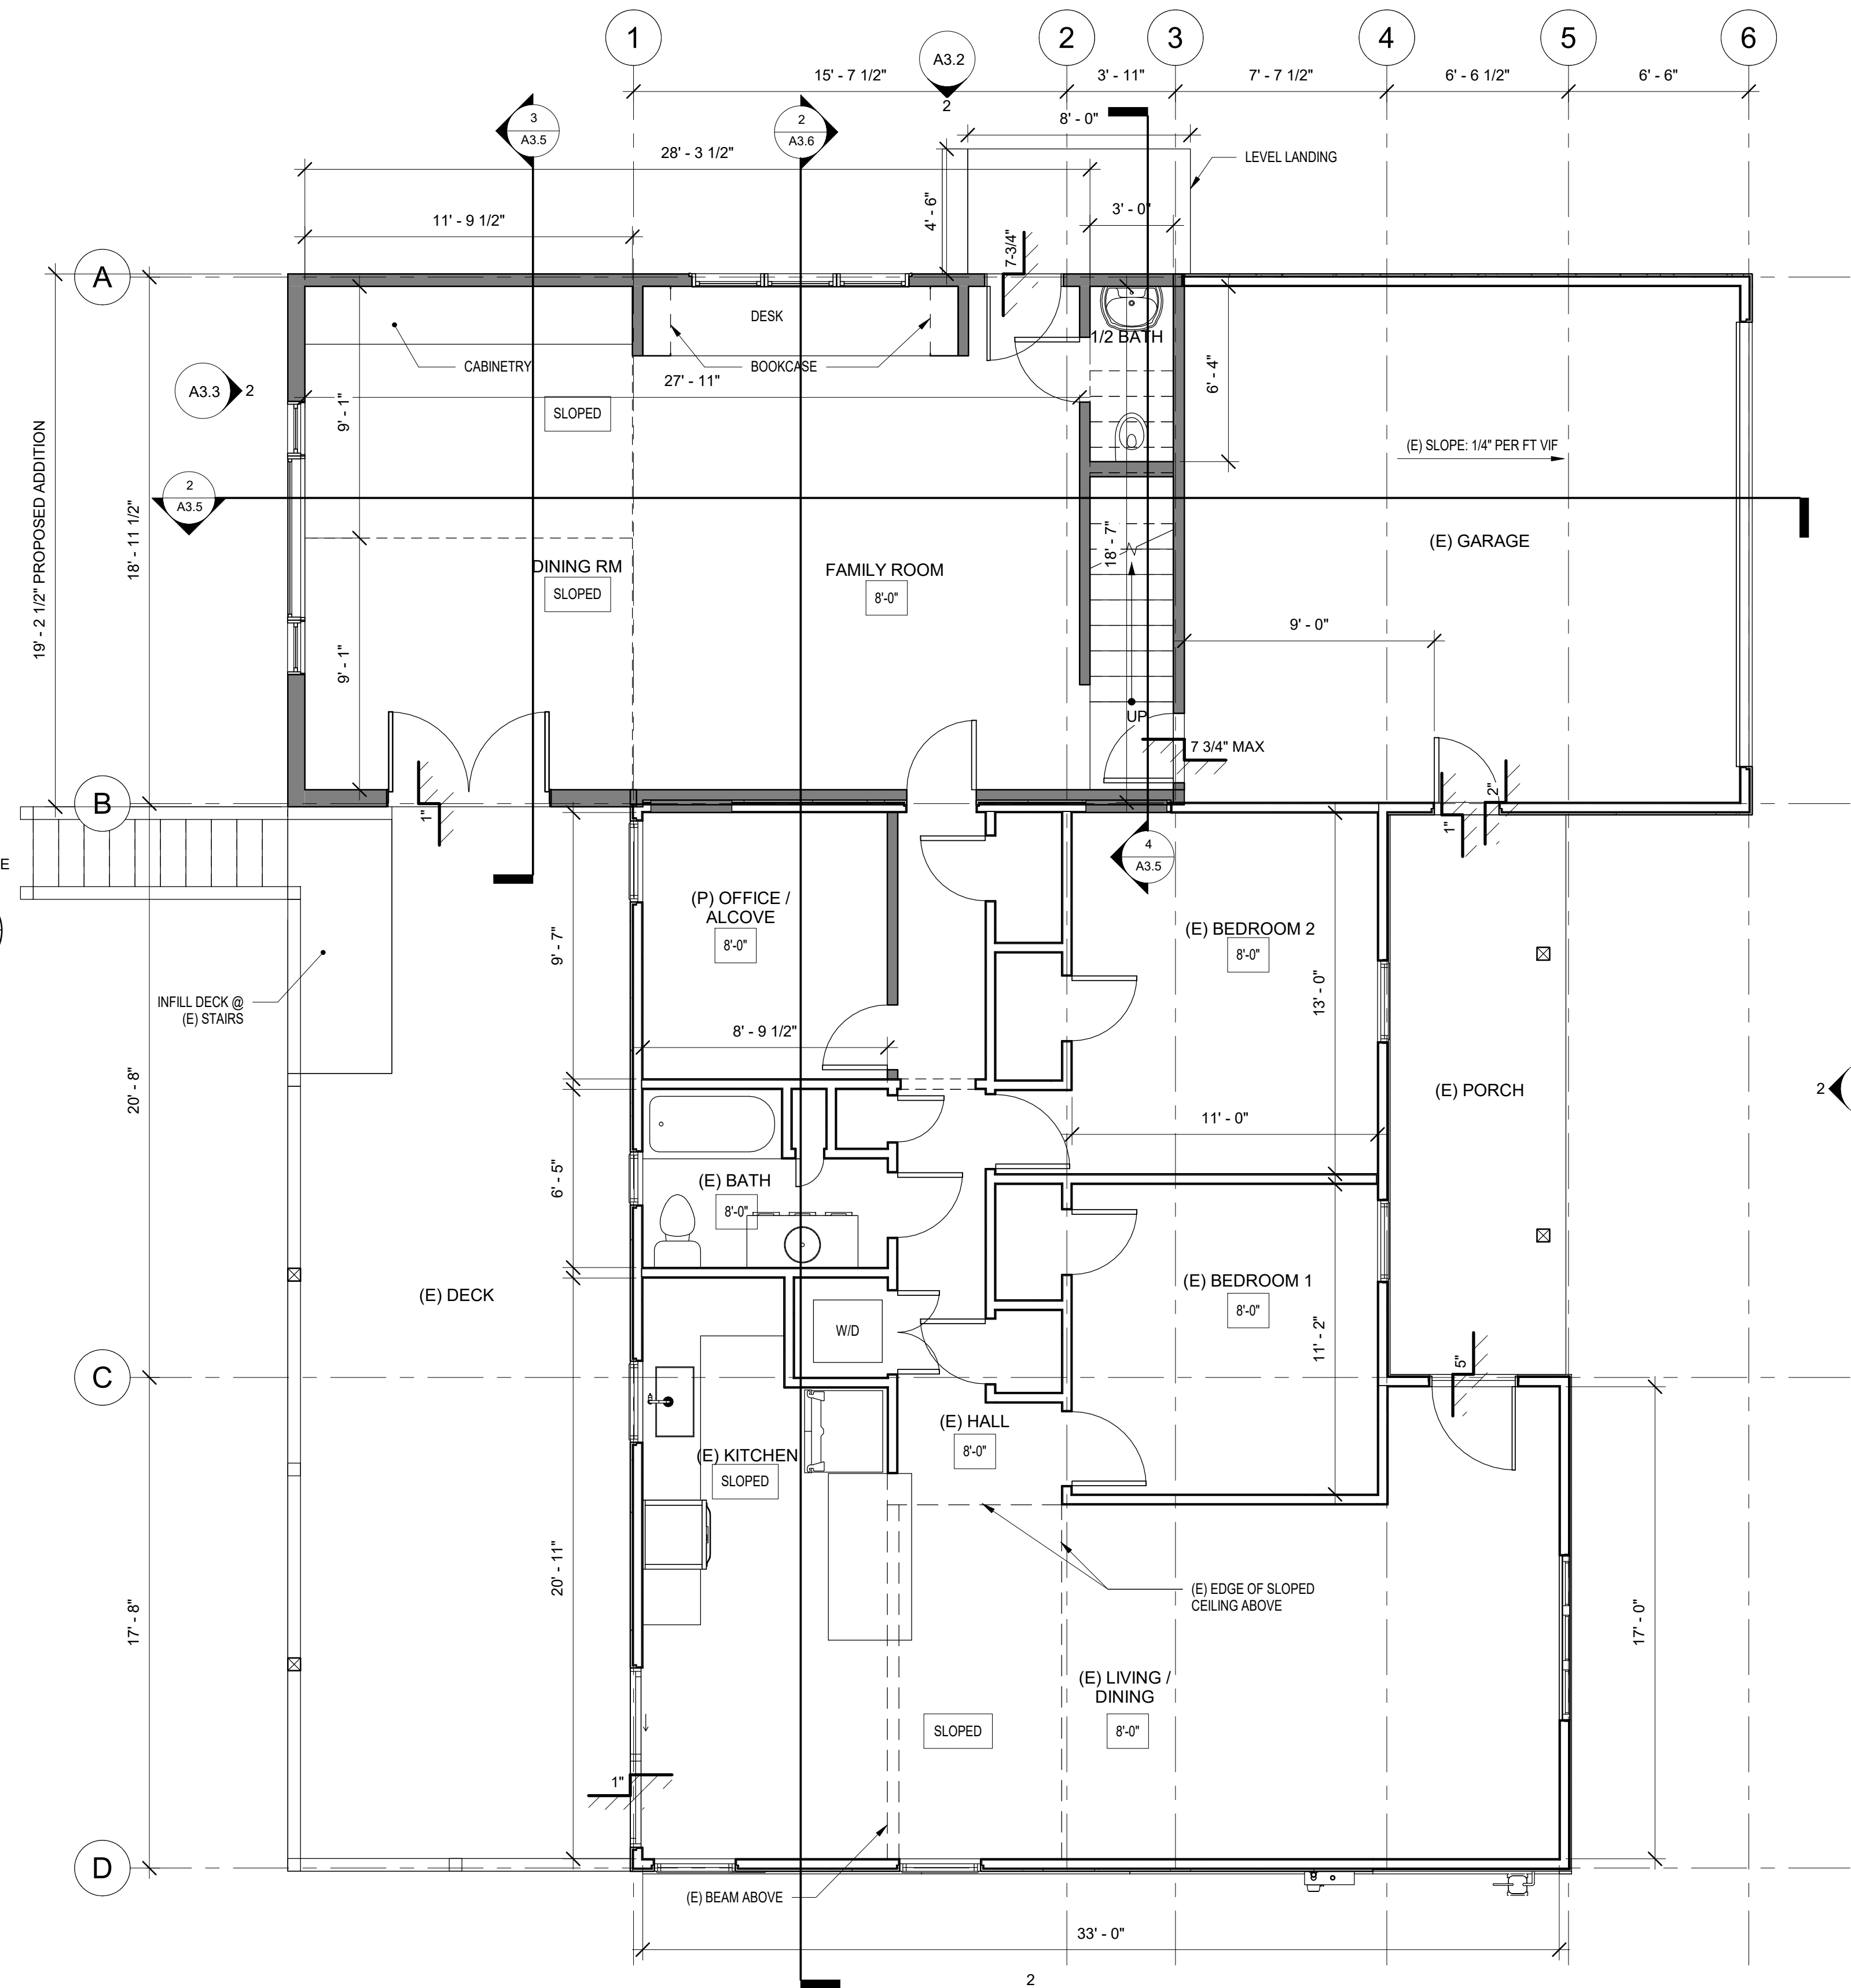 1
2
3
4
5
6
A3.2
2
15' - 7 1/2"
3' - 11"
7' - 7 1/2"
6' - 6 1/2"
6' - 6"
3
A3.5
2
A3.6
8' - 0"
28' - 3 1/2"
LEVEL LANDING
4' - 6"
3' - 0"
11' - 9 1/2"
7-3/4"
A
DESK
1/2 BATH
CABINETRY
BOOKCASE
27' - 11"
6' - 4"
A3.3
2
9' - 1"
SLOPED
(E) SLOPE: 1/4" PER FT VIF
19' - 2 1/2" PROPOSED ADDITION
18' - 11 1/2"
2
A3.5
18' - 7"
(E) GARAGE
DINING RM
SLOPED
FAMILY ROOM
8'-0"
9' - 0"
9' - 1"
UP
7 3/4" MAX
B
1"
1"
2"
4
A3.5
E
(P) OFFICE /
ALCOVE
8'-0"
9' - 7"
(E) BEDROOM 2
8'-0"
13' - 0"
INFILL DECK @
(E) STAIRS
8' - 9 1/2"
20' - 8"
(E) PORCH
2
11' - 0"
6' - 5"
(E) BATH
8'-0"
(E) DECK
(E) BEDROOM 1
8'-0"
W/D
11' - 2"
5"
C
(E) HALL
8'-0"
(E) KITCHEN
SLOPED
20' - 11"
(E) EDGE OF SLOPED
CEILING ABOVE
17' - 8"
17' - 0"
(E) LIVING /
DINING
SLOPED
8'-0"
1"
D
(E) BEAM ABOVE
33' - 0"
2